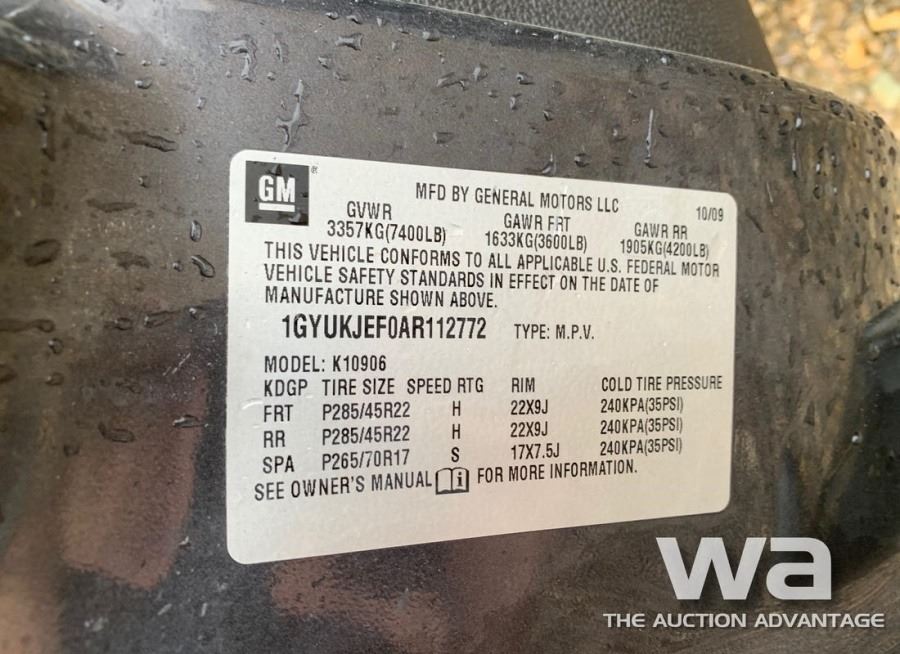 GM ®
MFD BY GENERAL MOTORS LLC 10/09
GVWR GAWR FRT GAWR RR
3357KG(7400LB) 1633KG(3600LB) 1905KG(4200LB)
THIS VEHICLE CONFORMS TO ALL APPLICABLE U.S. FEDERAL MOTOR
VEHICLE SAFETY STANDARDS IN EFFECT ON THE DATE OF
MANUFACTURE SHOWN ABOVE.
1GYUKJEF0AR112772 TYPE: M.P.V.
MODEL: K10906
KDGP TIRE SIZE SPEED RTG RIM COLD TIRE PRESSURE
FRT P285/45R22 H 22X9J 240KPA(35PSI)
RR P285/45R22 H 22X9J 240KPA(35PSI)
SPA P265/70R17 S 17X7.5J 240KPA(35PSI)
SEE OWNER'S MANUAL i FOR MORE INFORMATION.
wa
THE AUCTION ADVANTAGE